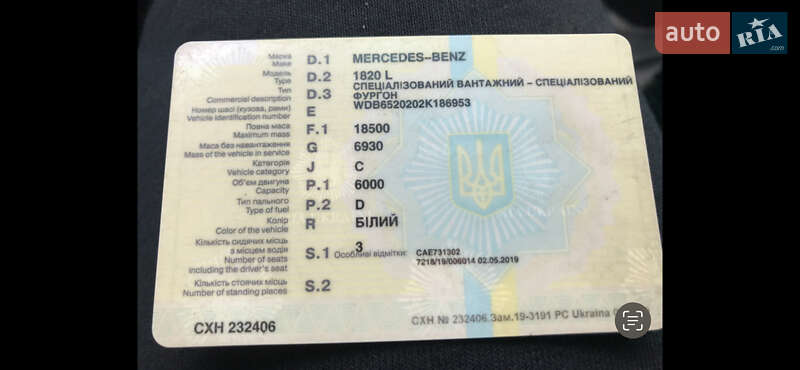 auto RIA.com
Марка D.1 MERCEDES--BENZ
Make
Модель D.2 1820 L
Type
Тип D.3 СПЕЦІАЛІЗОВАНИЙ ВАНТАЖНИЙ – СПЕЦІАЛІЗОВАНИЙ
Commercial description ФУРГОН
Номер шасі (кузова, рами) E WDB6520202K186953
Vehicle identification number
Повна маса F.1 18500
Maximum mass
Маса без навантаження G 6930
Mass of the vehicle in service
Категорія J C
Vehicle category
Об'єм двигуна P.1 6000
Capacity
Тип пального P.2 D
Type of fuel
Колір R БІЛИЙ
Color of the vehicle
Кількість сидячих місць S.1 3
з місцем водія Особливі відмітки: CAE731302
Number of seats 7218/19/006014 02.05.2019
including the driver's seat
Кількість стоячих місць S.2
Number of standing places
СХН 232406
СХН № 232406.Зам.19-3191 PC Ukraina